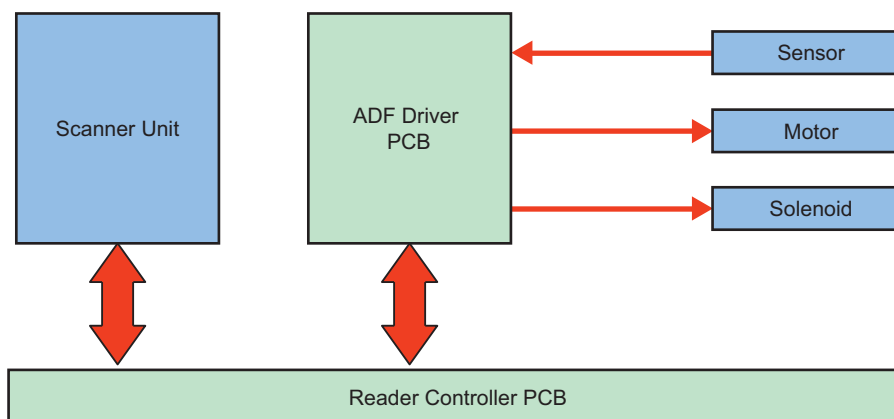 Scanner Unit
ADF Driver
PCB
Sensor
Motor
Solenoid
Reader Controller PCB